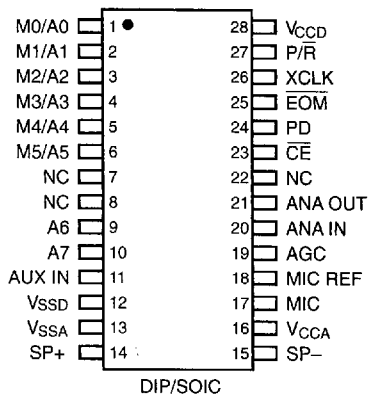 M0/A0 1 28 VCCD
M1/A1 2 27 P/R̅
M2/A2 3 26 XCLK
M3/A3 4 25 E̅O̅M̅
M4/A4 5 24 PD
M5/A5 6 23 C̅E̅
NC 7 22 NC
NC 8 21 ANA OUT
A6 9 20 ANA IN
A7 10 19 AGC
AUX IN 11 18 MIC REF
VSSD 12 17 MIC
VSSA 13 16 VCCA
SP+ 14 15 SP–
DIP/SOIC